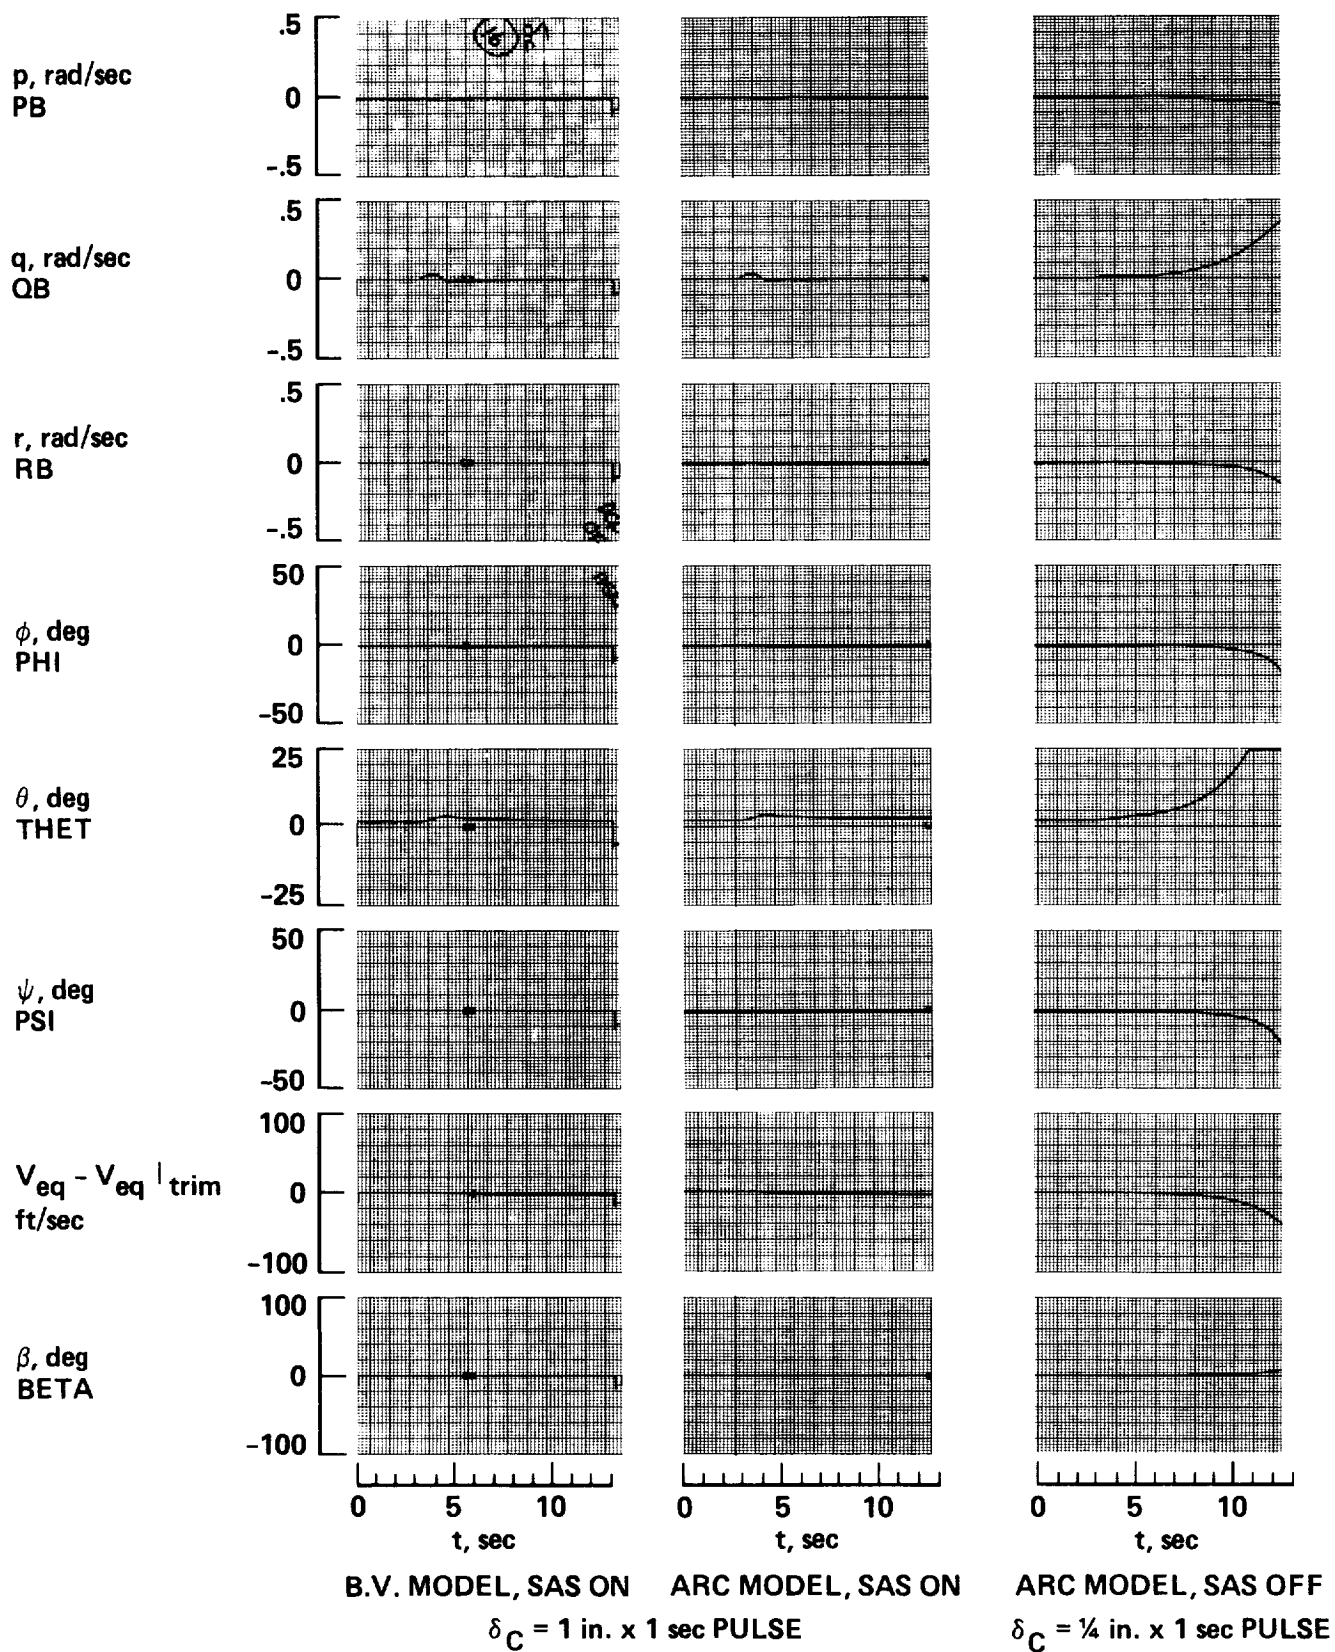 .5
p, rad/sec
PB
0
-.5
.5
q, rad/sec
QB
0
-.5
.5
r, rad/sec
RB
0
-.5
50
ϕ, deg
PHI
0
-50
25
θ, deg
THET
0
-25
50
ψ, deg
PSI
0
-50
100
V_eq - V_eq |_trim
ft/sec
0
-100
100
β, deg
BETA
0
-100
0 5 10 0 5 10 0 10
t, sec t, sec t, sec
B.V. MODEL, SAS ON ARC MODEL, SAS ON ARC MODEL, SAS OFF
δ_C = 1 in. x 1 sec PULSE δ_C = ¼ in. x 1 sec PULSE
5